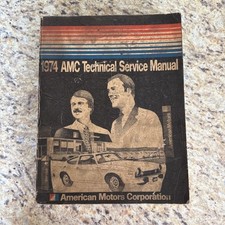 1974 AMC Technical Service Manual
American Motors Corporation